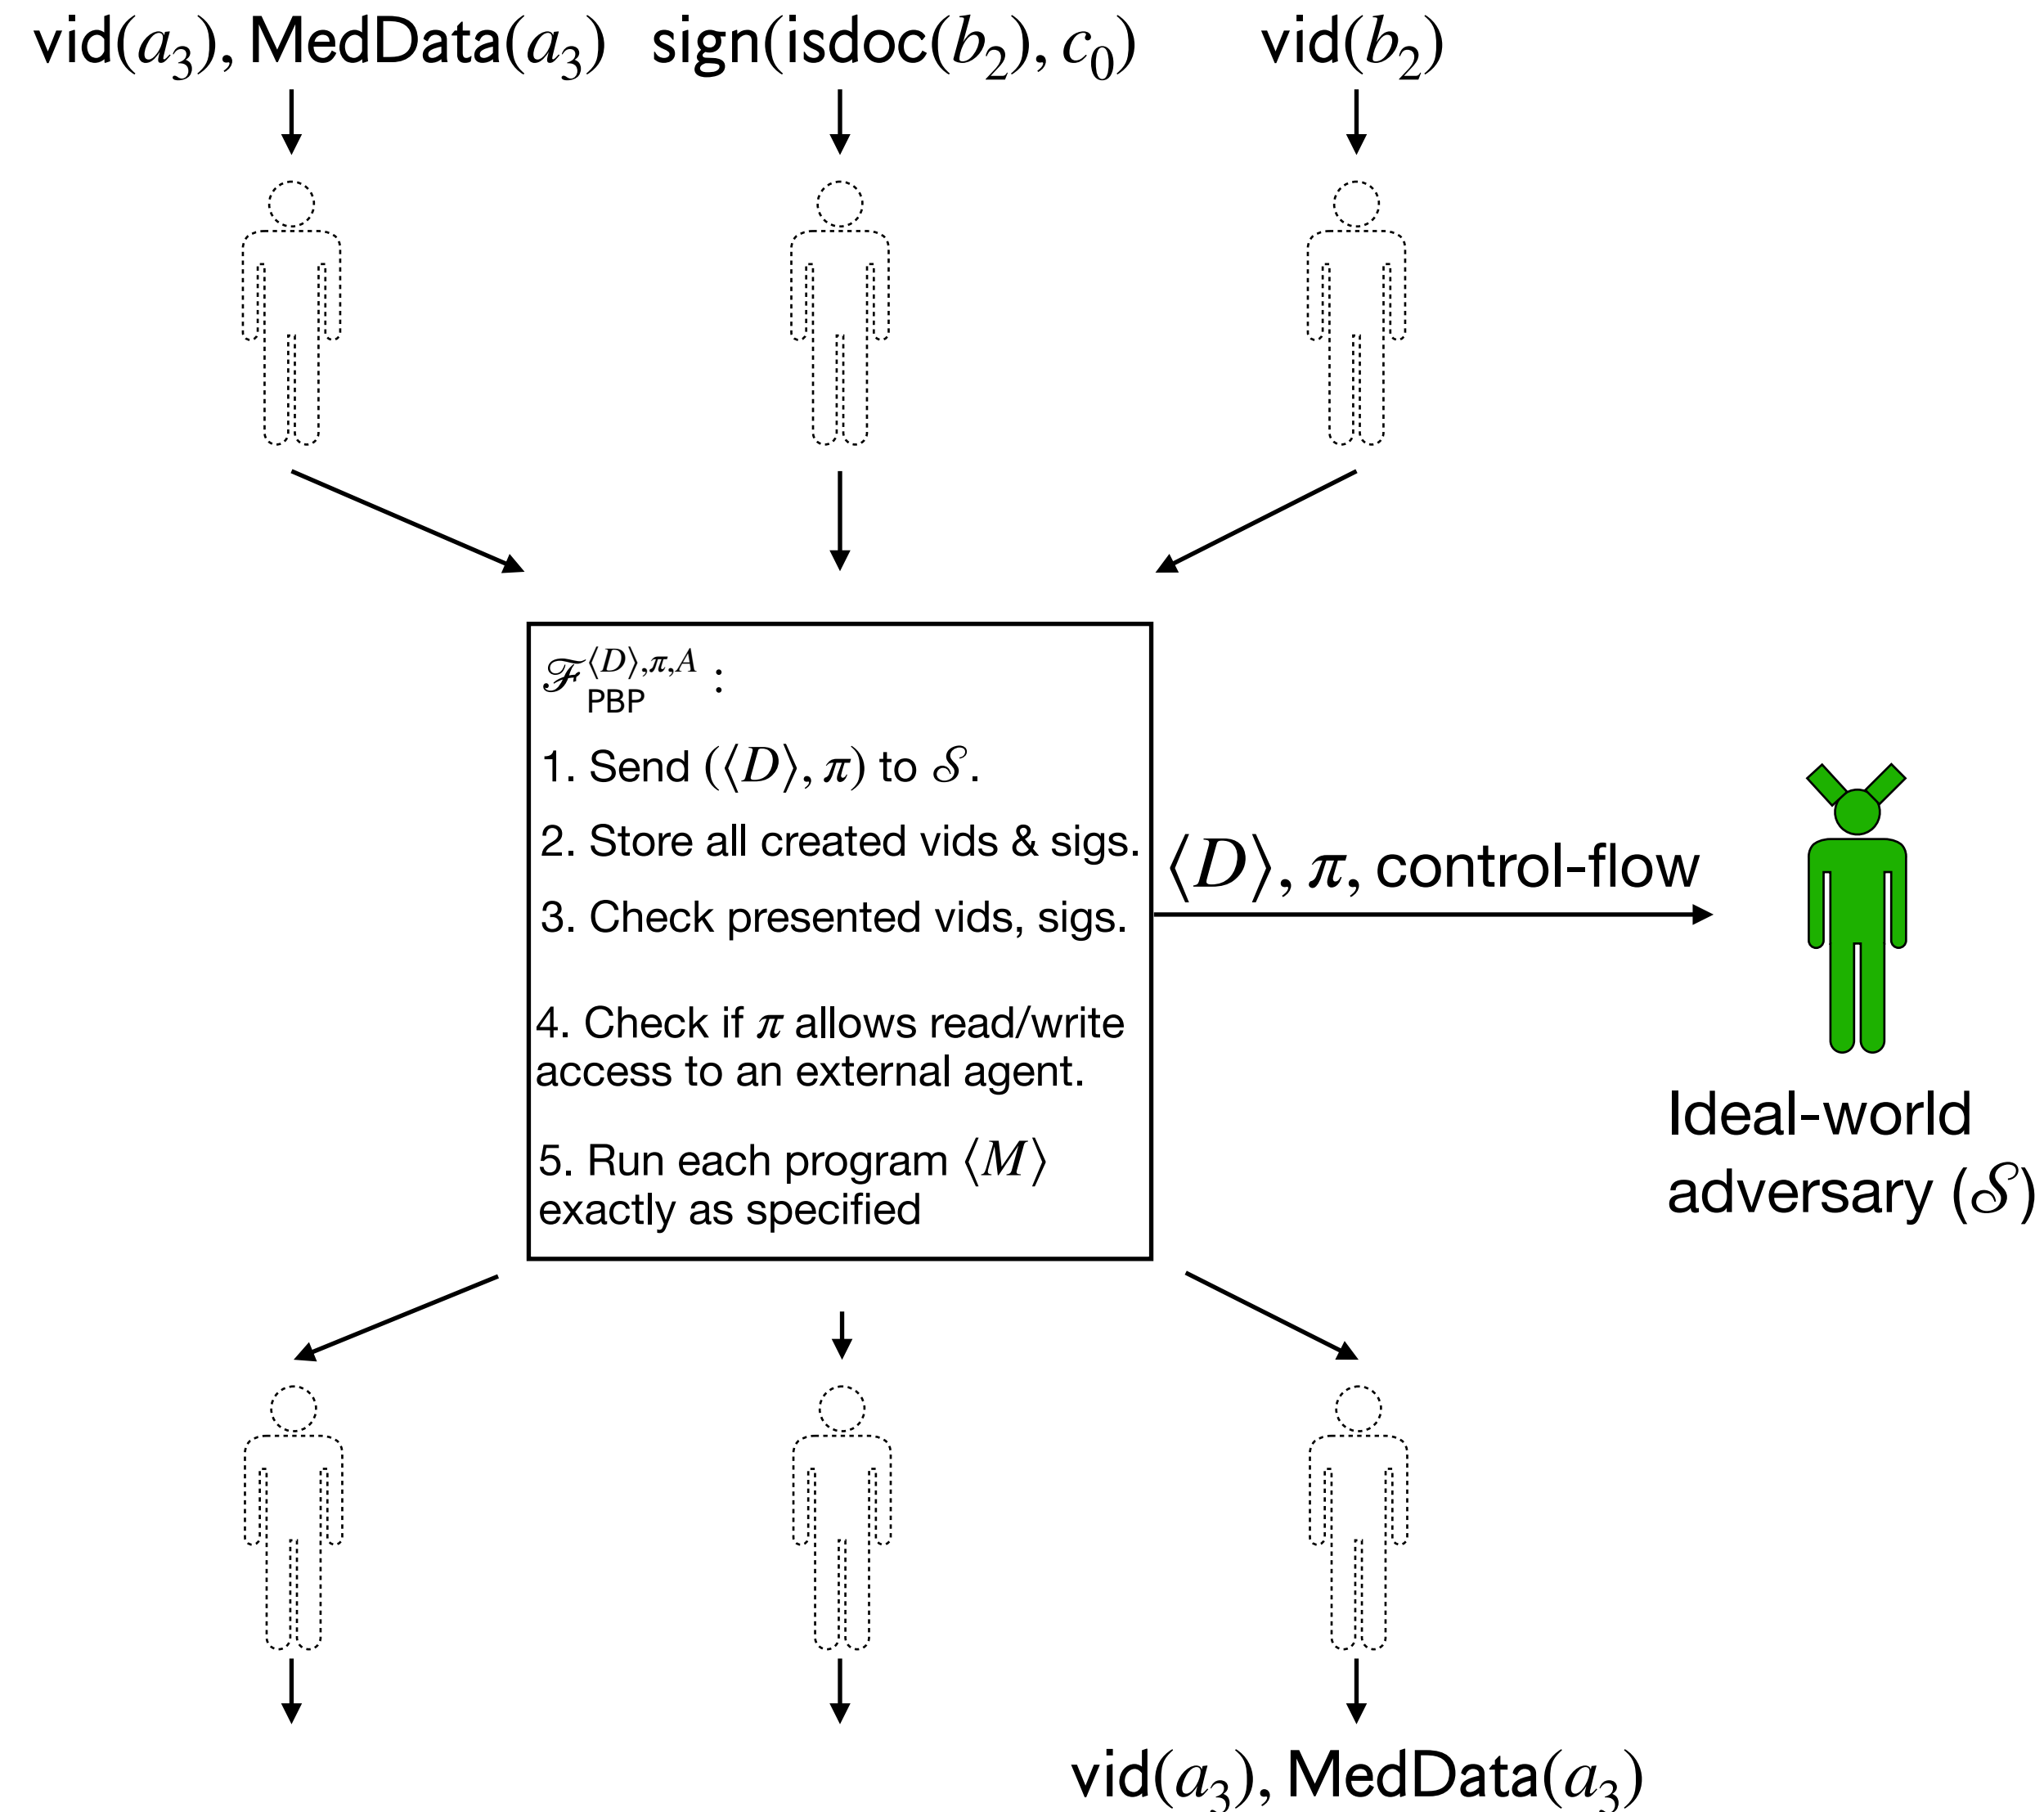 vid(a₃), MedData(a₃) sign(isdoc(b₂), c₀) vid(b₂)
ℱ_PBP^⟨D⟩,π,A :
1. Send (⟨D⟩, π) to 𝒮.
2. Store all created vids & sigs.
3. Check presented vids, sigs.
4. Check if π allows read/write
access to an external agent.
5. Run each program ⟨M⟩
exactly as specified
⟨D⟩, π, control-flow
Ideal-world
adversary (𝒮)
vid(a₃), MedData(a₃)